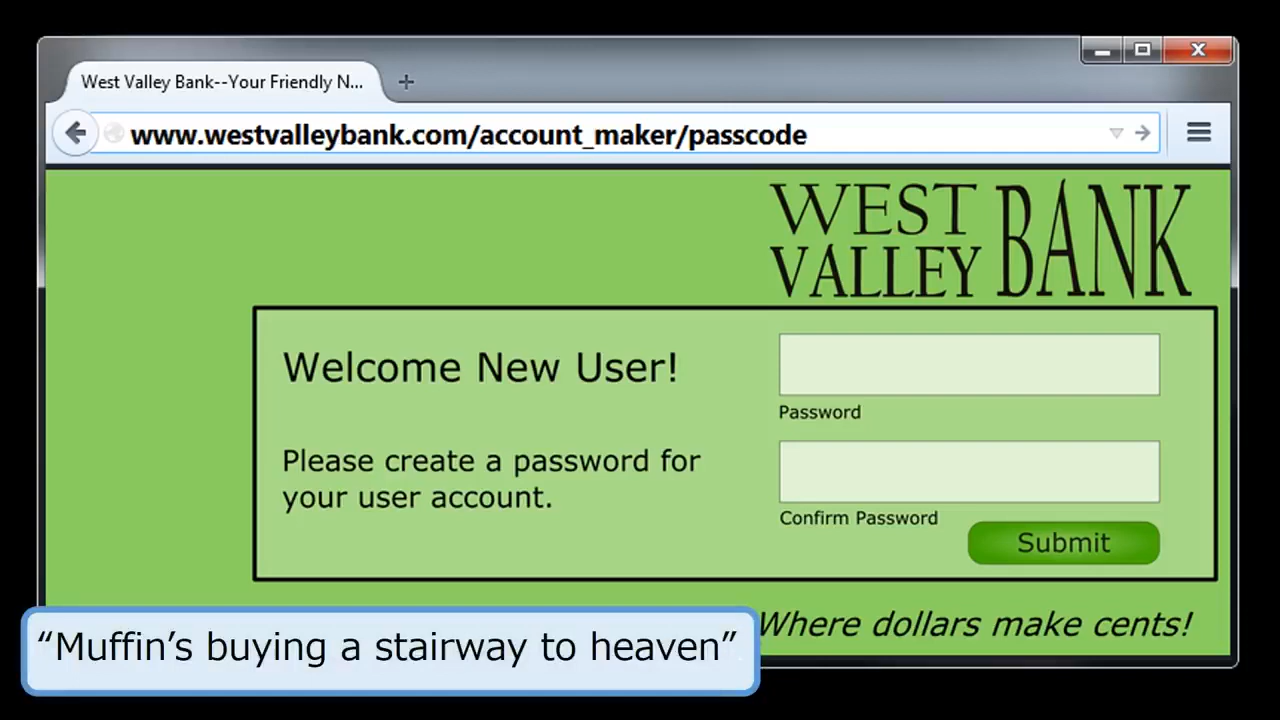 West Valley Bank--Your Friendly N...
www.westvalleybank.com/account_maker/passcode
WEST
VALLEY BANK
Welcome New User!
Password
Please create a password for
your user account.
Confirm Password
Submit
Where dollars make cents!
“Muffin’s buying a stairway to heaven”